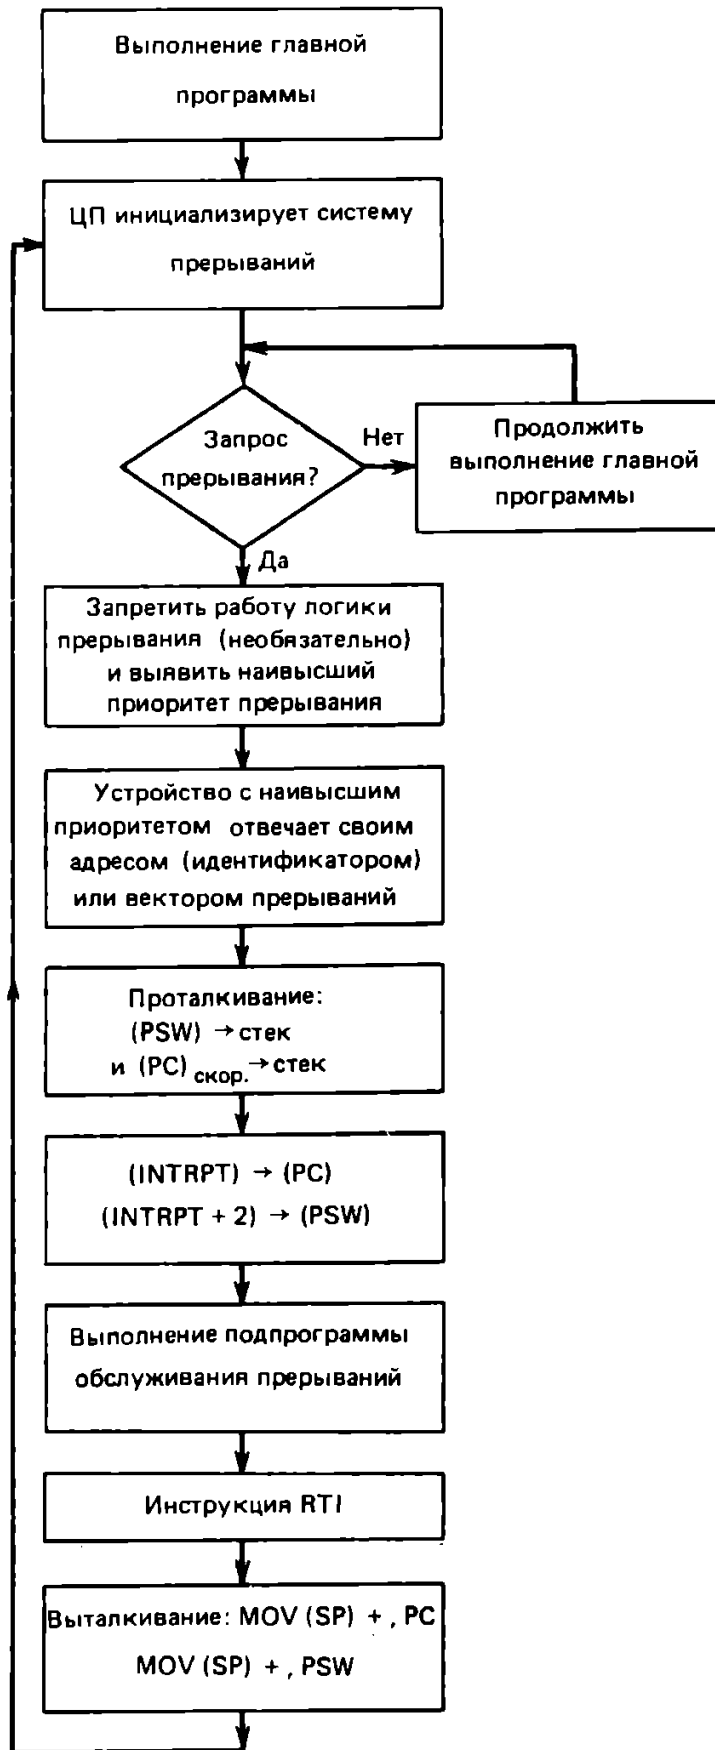 Выполнение главной
программы
ЦП инициализирует систему
прерываний
Запрос
прерывания?
Нет
Продолжить
выполнение главной
программы
Да
Запретить работу логики
прерывания (необязательно)
и выявить наивысший
приоритет прерывания
Устройство с наивысшим
приоритетом отвечает своим
адресом (идентификатором)
или вектором прерываний
Проталкивание:
(PSW) → стек
и (PC) скор. → стек
(INTRPT) → (PC)
(INTRPT + 2) → (PSW)
Выполнение подпрограммы
обслуживания прерываний
Инструкция RTI
Выталкивание: MOV (SP) + , PC
MOV (SP) + , PSW